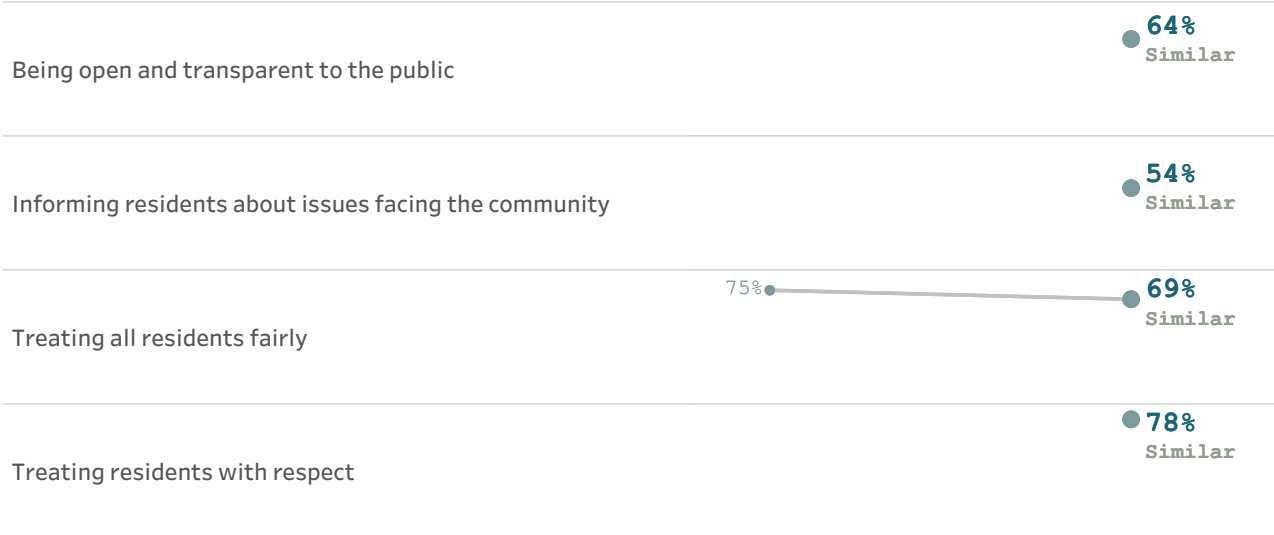 64%
Similar
Being open and transparent to the public
54%
Similar
Informing residents about issues facing the community
75%
69%
Similar
Treating all residents fairly
78%
Similar
Treating residents with respect